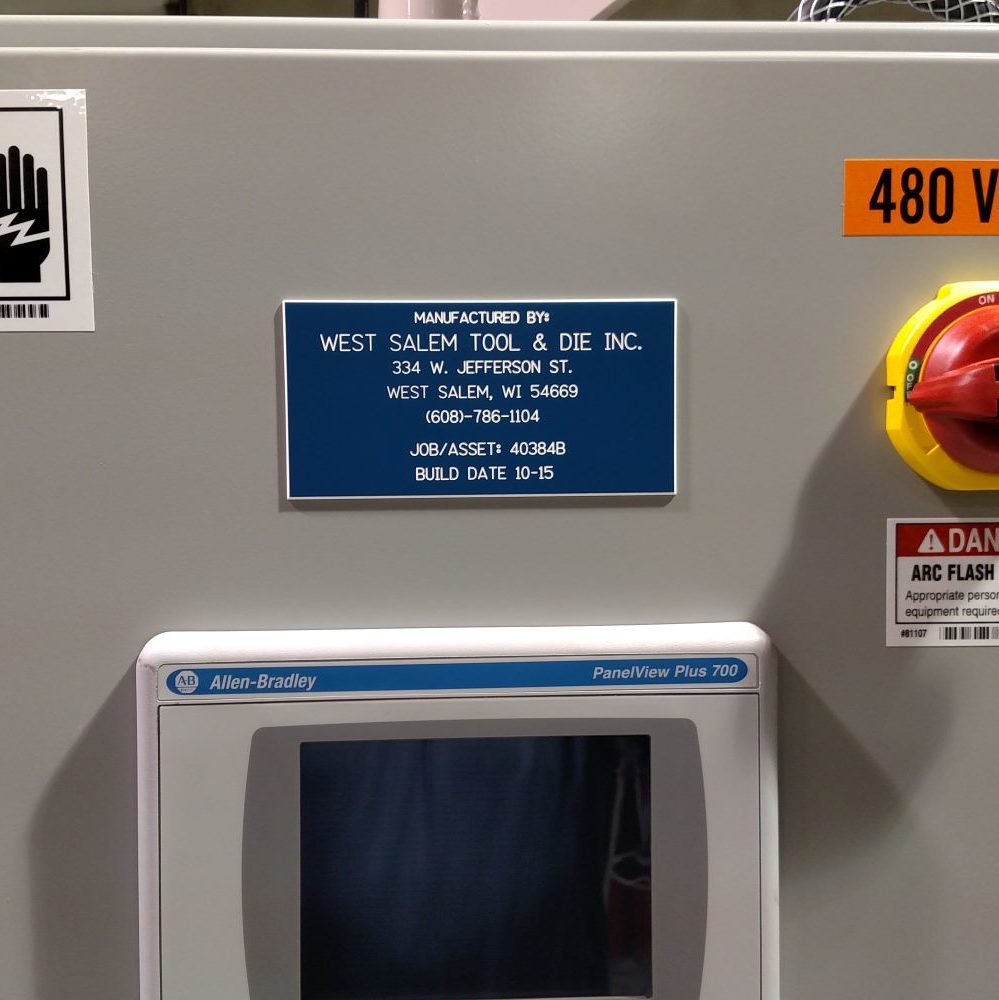 480 V
ON
OFF
MANUFACTURED BY:
WEST SALEM TOOL & DIE INC.
334 W. JEFFERSON ST.
WEST SALEM, WI 54669
(608)-786-1104
JOB/ASSET: 40384B
BUILD DATE 10-15
DAN
ARC FLASH
Appropriate person
equipment required
#81107
AB Allen-Bradley PanelView Plus 700